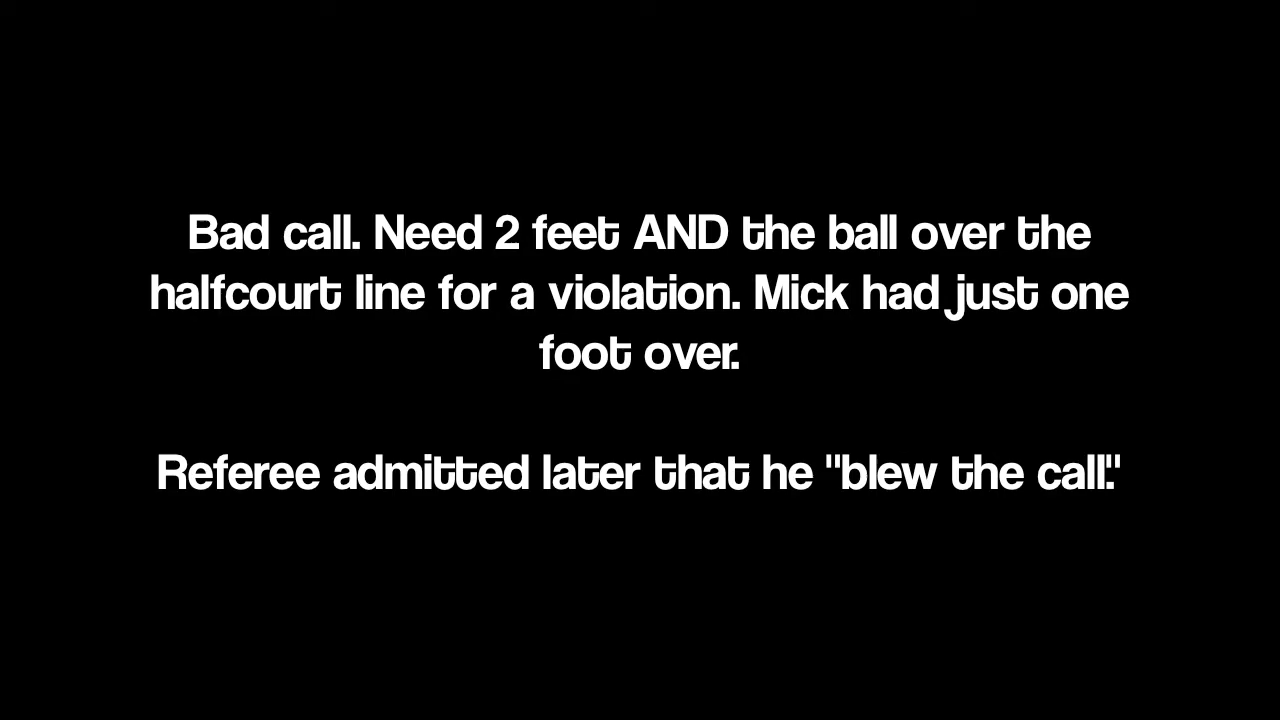 Bad call. Need 2 feet AND the ball over the
halfcourt line for a violation. Mick had just one
foot over.
Referee admitted later that he "blew the call."